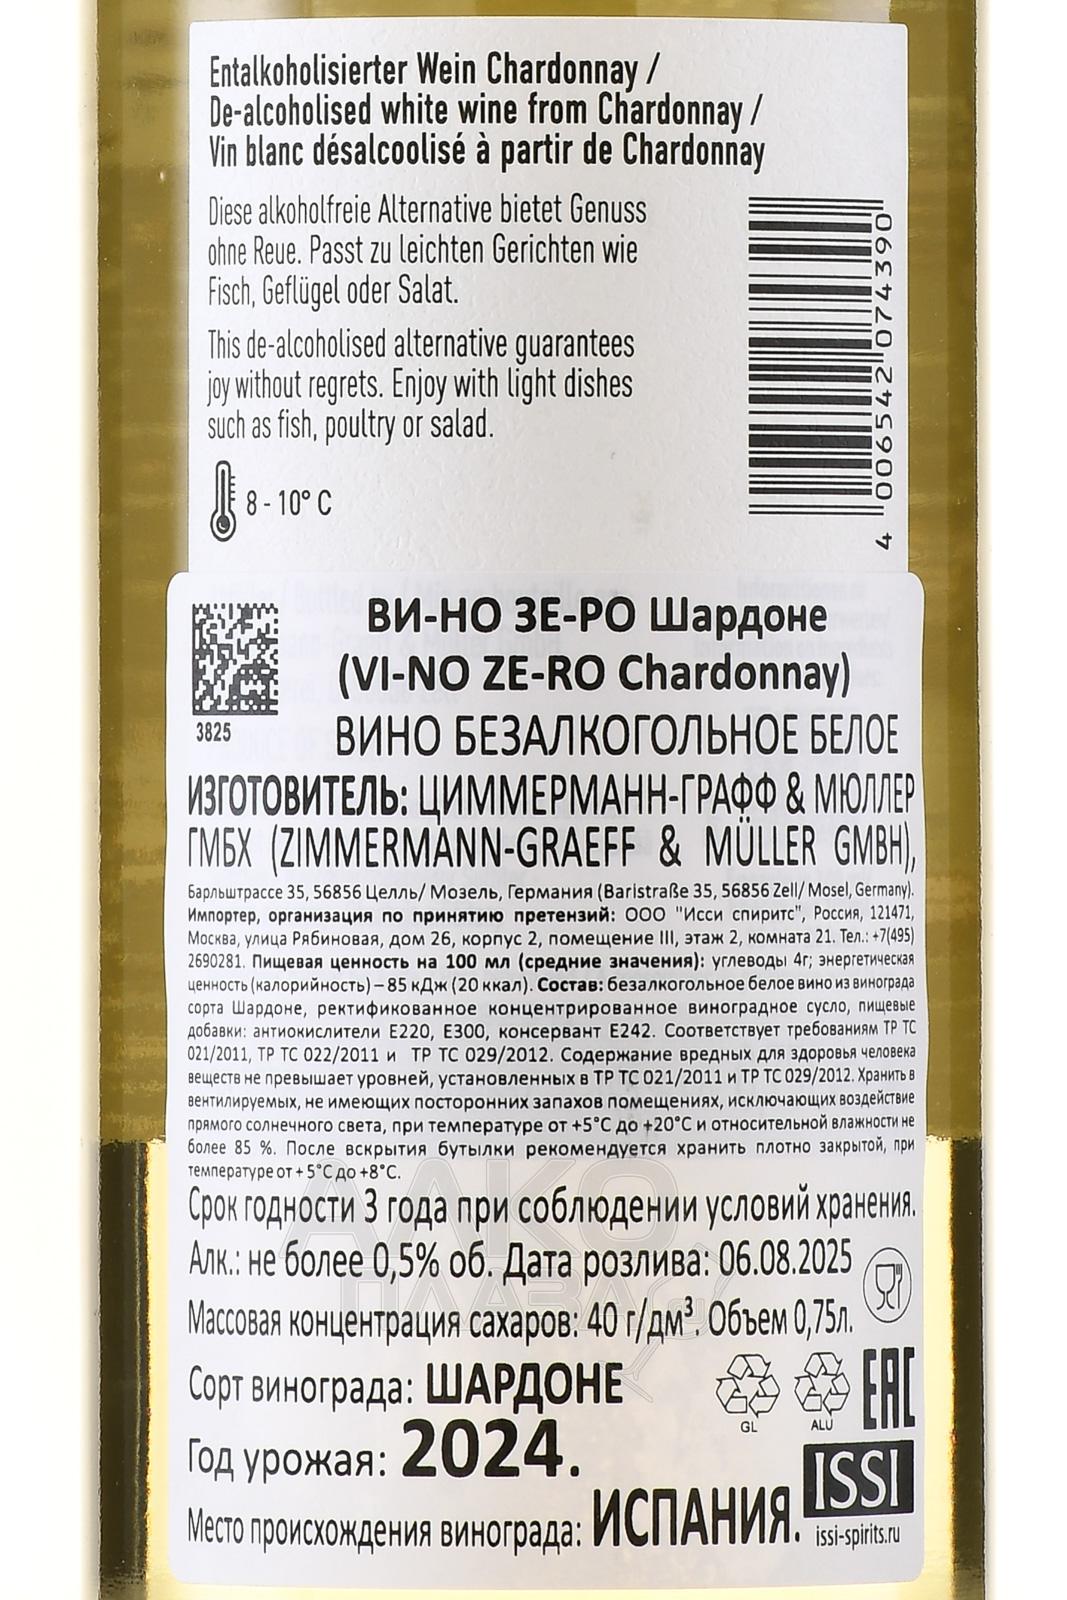 Entalkoholisierter Wein Chardonnay /
De-alcoholised white wine from Chardonnay /
Vin blanc désalcoolisé à partir de Chardonnay
Diese alkoholfreie Alternative bietet Genuss
ohne Reue. Passt zu leichten Gerichten wie
Fisch, Geflügel oder Salat.
This de-alcoholised alternative guarantees
joy without regrets. Enjoy with light dishes
such as fish, poultry or salad.
8 - 10° C
4 006542 074390
ВИ-НО ЗЕ-РО Шардоне
(VI-NO ZE-RO Chardonnay)
3825
ВИНО БЕЗАЛКОГОЛЬНОЕ БЕЛОЕ
ИЗГОТОВИТЕЛЬ: ЦИММЕРМАНН-ГРАФФ & МЮЛЛЕР
ГМБХ (ZIMMERMANN-GRAEFF & MÜLLER GMBH),
Барльштрассе 35, 56856 Целль/ Мозель, Германия (Barlstraße 35, 56856 Zell/ Mosel, Germany).
Импортер, организация по принятию претензий: ООО "Исси спиритс", Россия, 121471,
Москва, улица Рябиновая, дом 26, корпус 2, помещение III, этаж 2, комната 21. Тел.: +7(495)
2690281. Пищевая ценность на 100 мл (средние значения): углеводы 4г; энергетическая
ценность (калорийность) – 85 кДж (20 ккал). Состав: безалкогольное белое вино из винограда
сорта Шардоне, ректификованное концентрированное виноградное сусло, пищевые
добавки: антиокислители Е220, Е300, консервант Е242. Соответствует требованиям ТР ТС
021/2011, ТР ТС 022/2011 и ТР ТС 029/2012. Содержание вредных для здоровья человека
веществ не превышает уровней, установленных в ТР ТС 021/2011 и ТР ТС 029/2012. Хранить в
вентилируемых, не имеющих посторонних запахов помещениях, исключающих воздействие
прямого солнечного света, при температуре от +5°С до +20°С и относительной влажности не
более 85 %. После вскрытия бутылки рекомендуется хранить плотно закрытой, при
температуре от + 5°С до +8°С.
Срок годности 3 года при соблюдении условий хранения.
Алк.: не более 0,5% об. Дата розлива: 06.08.2025
Массовая концентрация сахаров: 40 г/дм³. Объем 0,75л.
Сорт винограда: ШАРДОНЕ
GL
ALU
EAC
Год урожая: 2024.
ISSI
Место происхождения винограда: ИСПАНИЯ.
issi-spirits.ru
АЛКО
ПЛАЗА